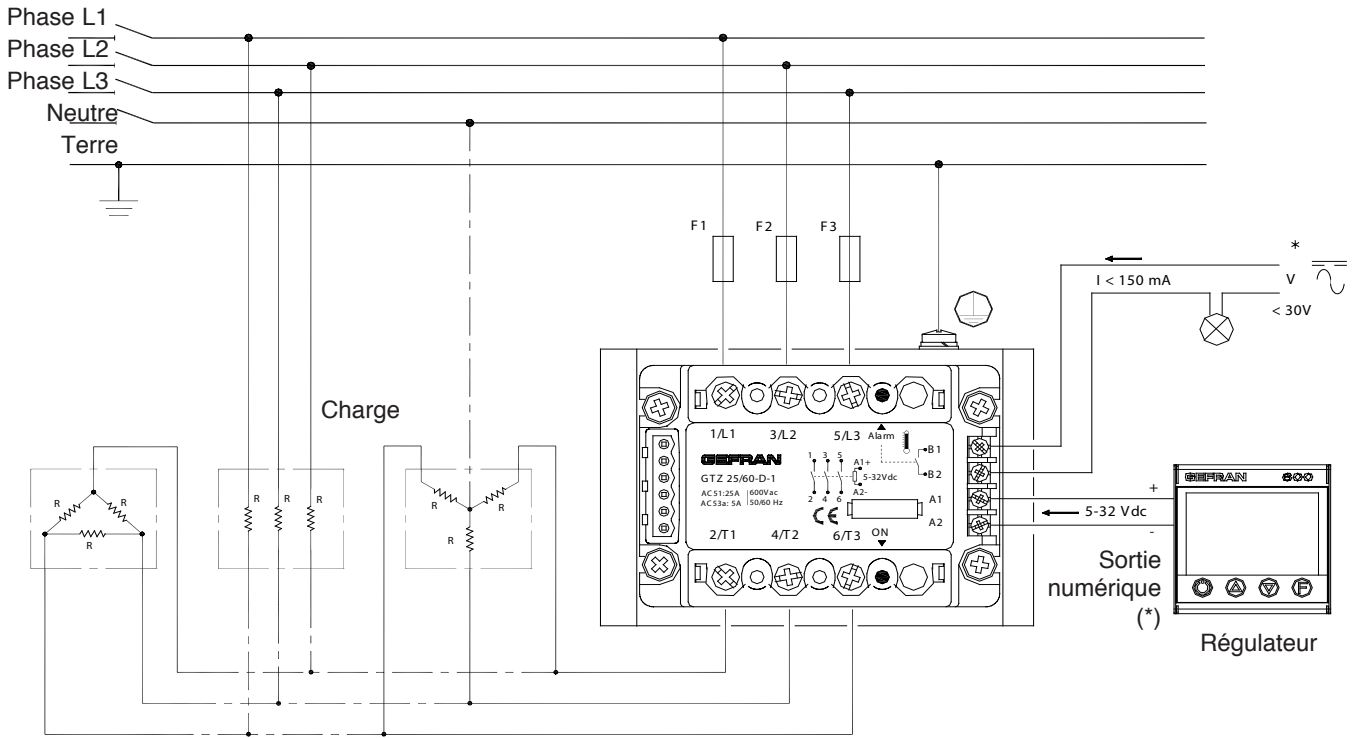 Phase L1
Phase L2
Phase L3
Neutre
Terre
F1 F2 F3
*
I < 150 mA V
< 30V
Charge
1/L1 3/L2 5/L3 Alarm
B1
GEFRAN
1 3 5
A1+
B2
GTZ 25/60-D-1
5-32Vdc
AC51:25A 600Vac
A2-
A1
AC53a: 5A 50/60 Hz
2 4 6
CE
A2
2/T1 4/T2 6/T3 ON
R R R
R R R
R R R
GEFRAN 600
+
5-32 Vdc
-
Sortie
numérique
(*)
F
Régulateur